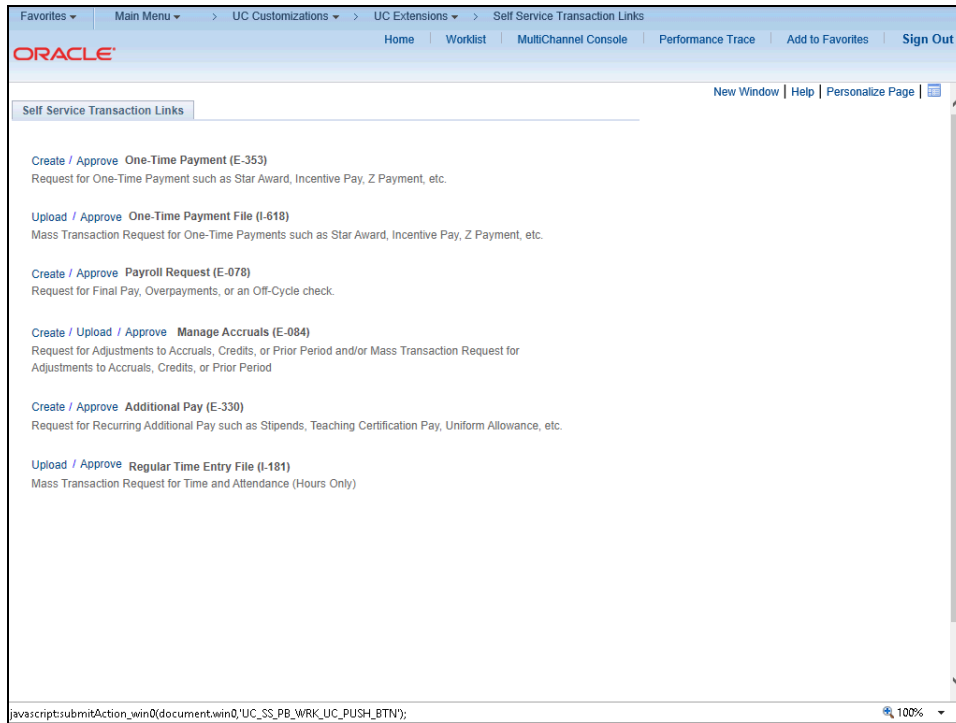 Favorites Main Menu > UC Customizations > UC Extensions > Self Service Transaction Links
Home Worklist MultiChannel Console Performance Trace Add to Favorites Sign Out
ORACLE
New Window | Help | Personalize Page |
Self Service Transaction Links
Create / Approve One-Time Payment (E-353)
Request for One-Time Payment such as Star Award, Incentive Pay, Z Payment, etc.
Upload / Approve One-Time Payment File (I-618)
Mass Transaction Request for One-Time Payments such as Star Award, Incentive Pay, Z Payment, etc.
Create / Approve Payroll Request (E-078)
Request for Final Pay, Overpayments, or an Off-Cycle check.
Create / Upload / Approve Manage Accruals (E-084)
Request for Adjustments to Accruals, Credits, or Prior Period and/or Mass Transaction Request for
Adjustments to Accruals, Credits, or Prior Period
Create / Approve Additional Pay (E-330)
Request for Recurring Additional Pay such as Stipends, Teaching Certification Pay, Uniform Allowance, etc.
Upload / Approve Regular Time Entry File (I-181)
Mass Transaction Request for Time and Attendance (Hours Only)
javascript:submitAction_win0(document.win0,'UC_SS_PB_WRK_UC_PUSH_BTN'); 100%